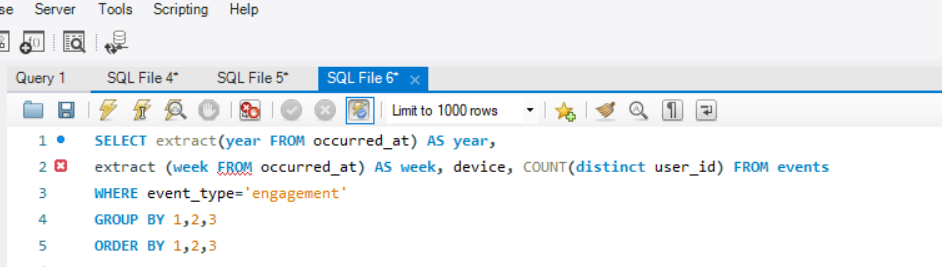 se Server Tools Scripting Help
Query 1 SQL File 4* SQL File 5* SQL File 6*
Limit to 1000 rows
1 SELECT extract(year FROM occurred_at) AS year,
2 extract (week FROM occurred_at) AS week, device, COUNT(distinct user_id) FROM events
3 WHERE event_type='engagement'
4 GROUP BY 1,2,3
5 ORDER BY 1,2,3